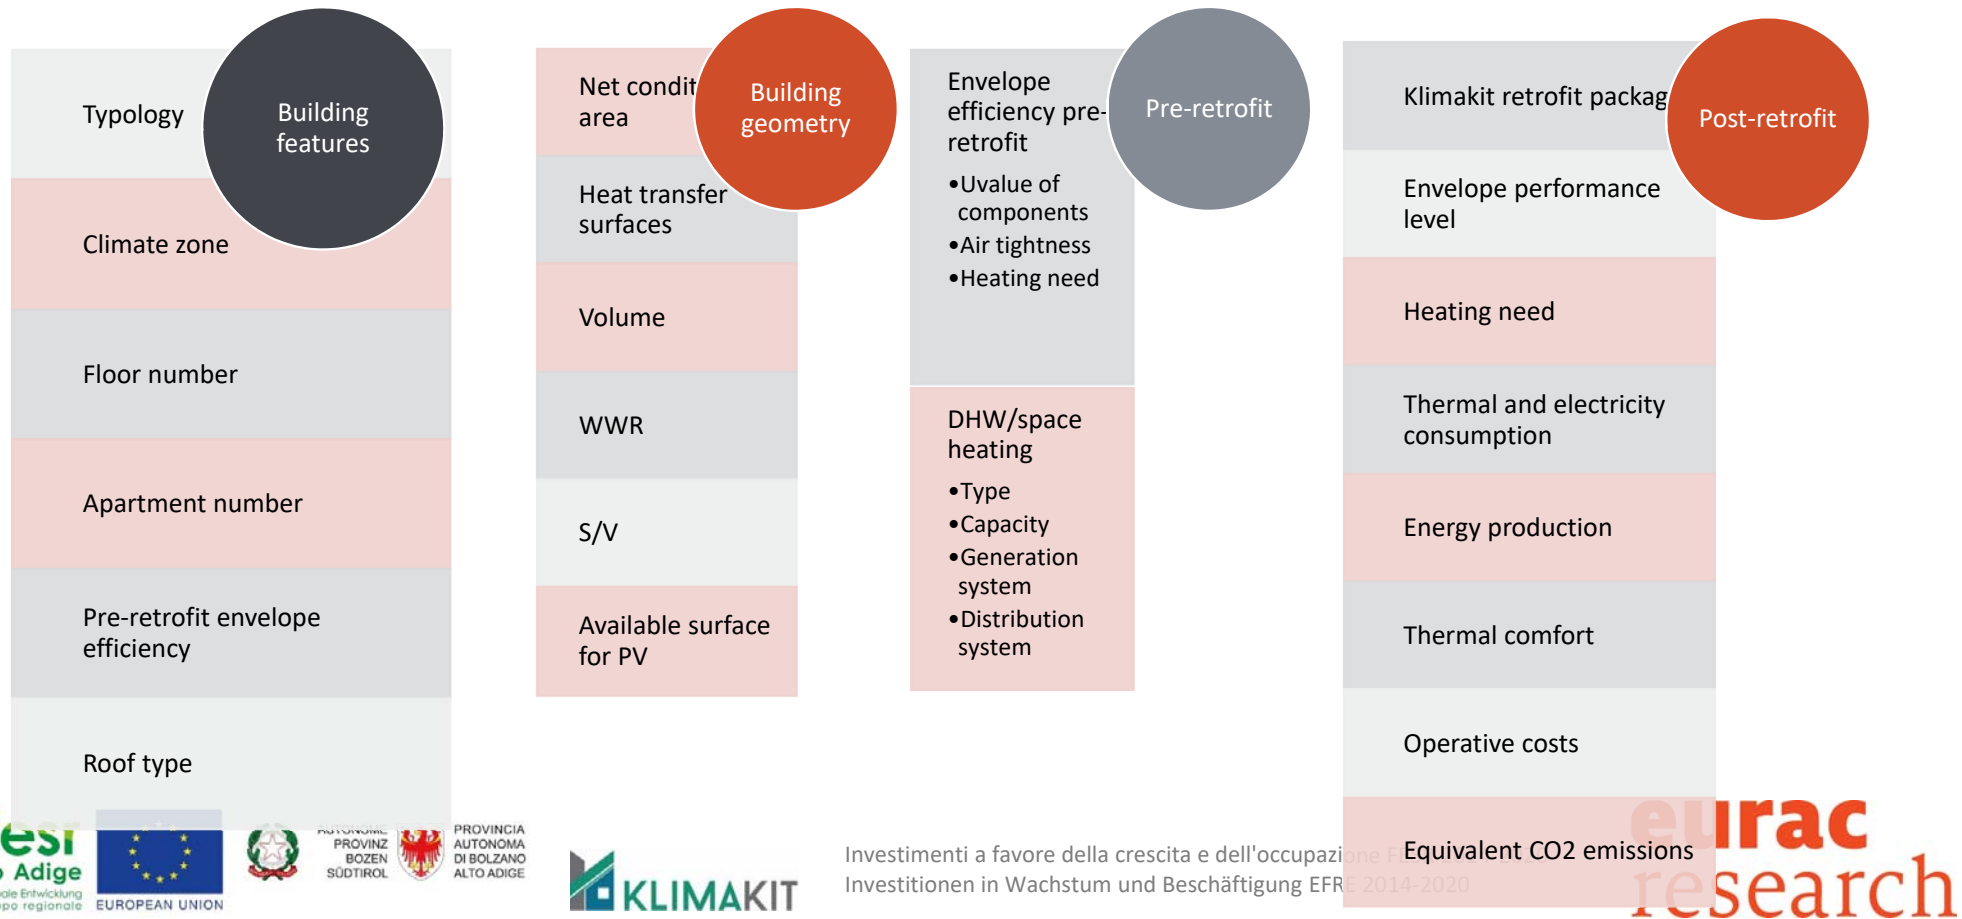 Building
features
Typology
Climate zone
Floor number
Apartment number
Pre-retrofit envelope
efficiency
Roof type
Building
geometry
Net condit
area
Heat transfer
surfaces
Volume
WWR
S/V
Available surface
for PV
Pre-retrofit
Envelope
efficiency pre-
retrofit
•Uvalue of
components
•Air tightness
•Heating need
DHW/space
heating
•Type
•Capacity
•Generation
system
•Distribution
system
Post-retrofit
Klimakit retrofit packag
Envelope performance
level
Heating need
Thermal and electricity
consumption
Energy production
Thermal comfort
Operative costs
Equivalent CO2 emissions
Adige
EUROPEAN UNION
AUTONOME
PROVINZ
BOZEN
SÜDTIROL
PROVINCIA
AUTONOMA
DI BOLZANO
ALTO ADIGE
KLIMAKIT
Investimenti a favore della crescita e dell'occupazione
Investitionen in Wachstum und Beschäftigung EFRE 2014-2020
eurac
research